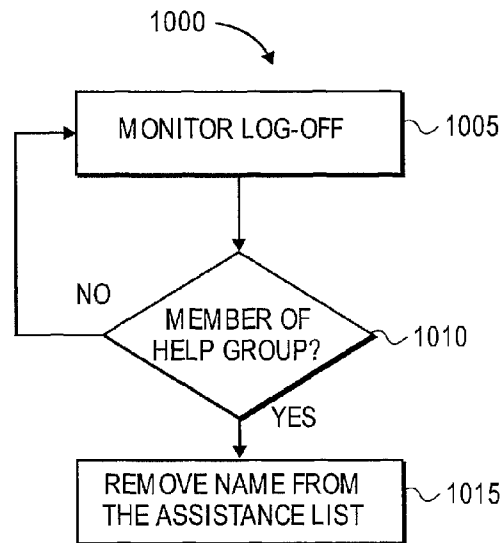 1000
MONITOR LOG-OFF
1005
NO
MEMBER OF
HELP GROUP?
1010
YES
REMOVE NAME FROM
THE ASSISTANCE LIST
1015